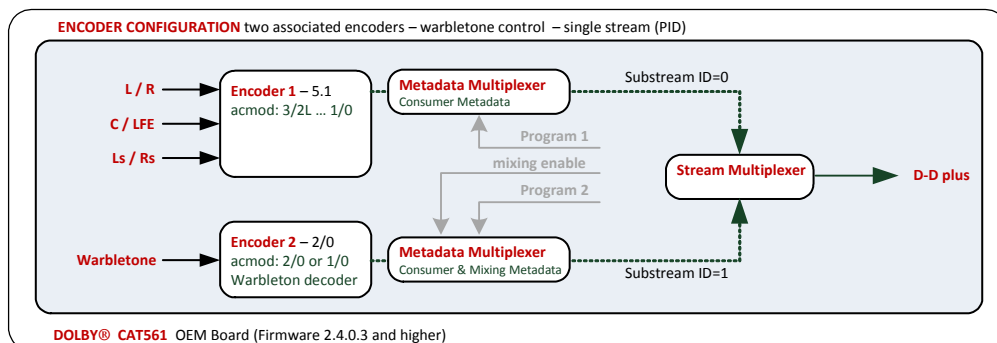 ENCODER CONFIGURATION two associated encoders – warbletone control – single stream (PID)
L / R
C / LFE
Ls / Rs
Encoder 1 – 5.1
acmod: 3/2L ... 1/0
Metadata Multiplexer
Consumer Metadata
Substream ID=0
Program 1
mixing enable
Program 2
Stream Multiplexer
D-D plus
Warbletone
Encoder 2 – 2/0
acmod: 2/0 or 1/0
Warbleton decoder
Metadata Multiplexer
Consumer & Mixing Metadata
Substream ID=1
DOLBY® CAT561 OEM Board (Firmware 2.4.0.3 and higher)